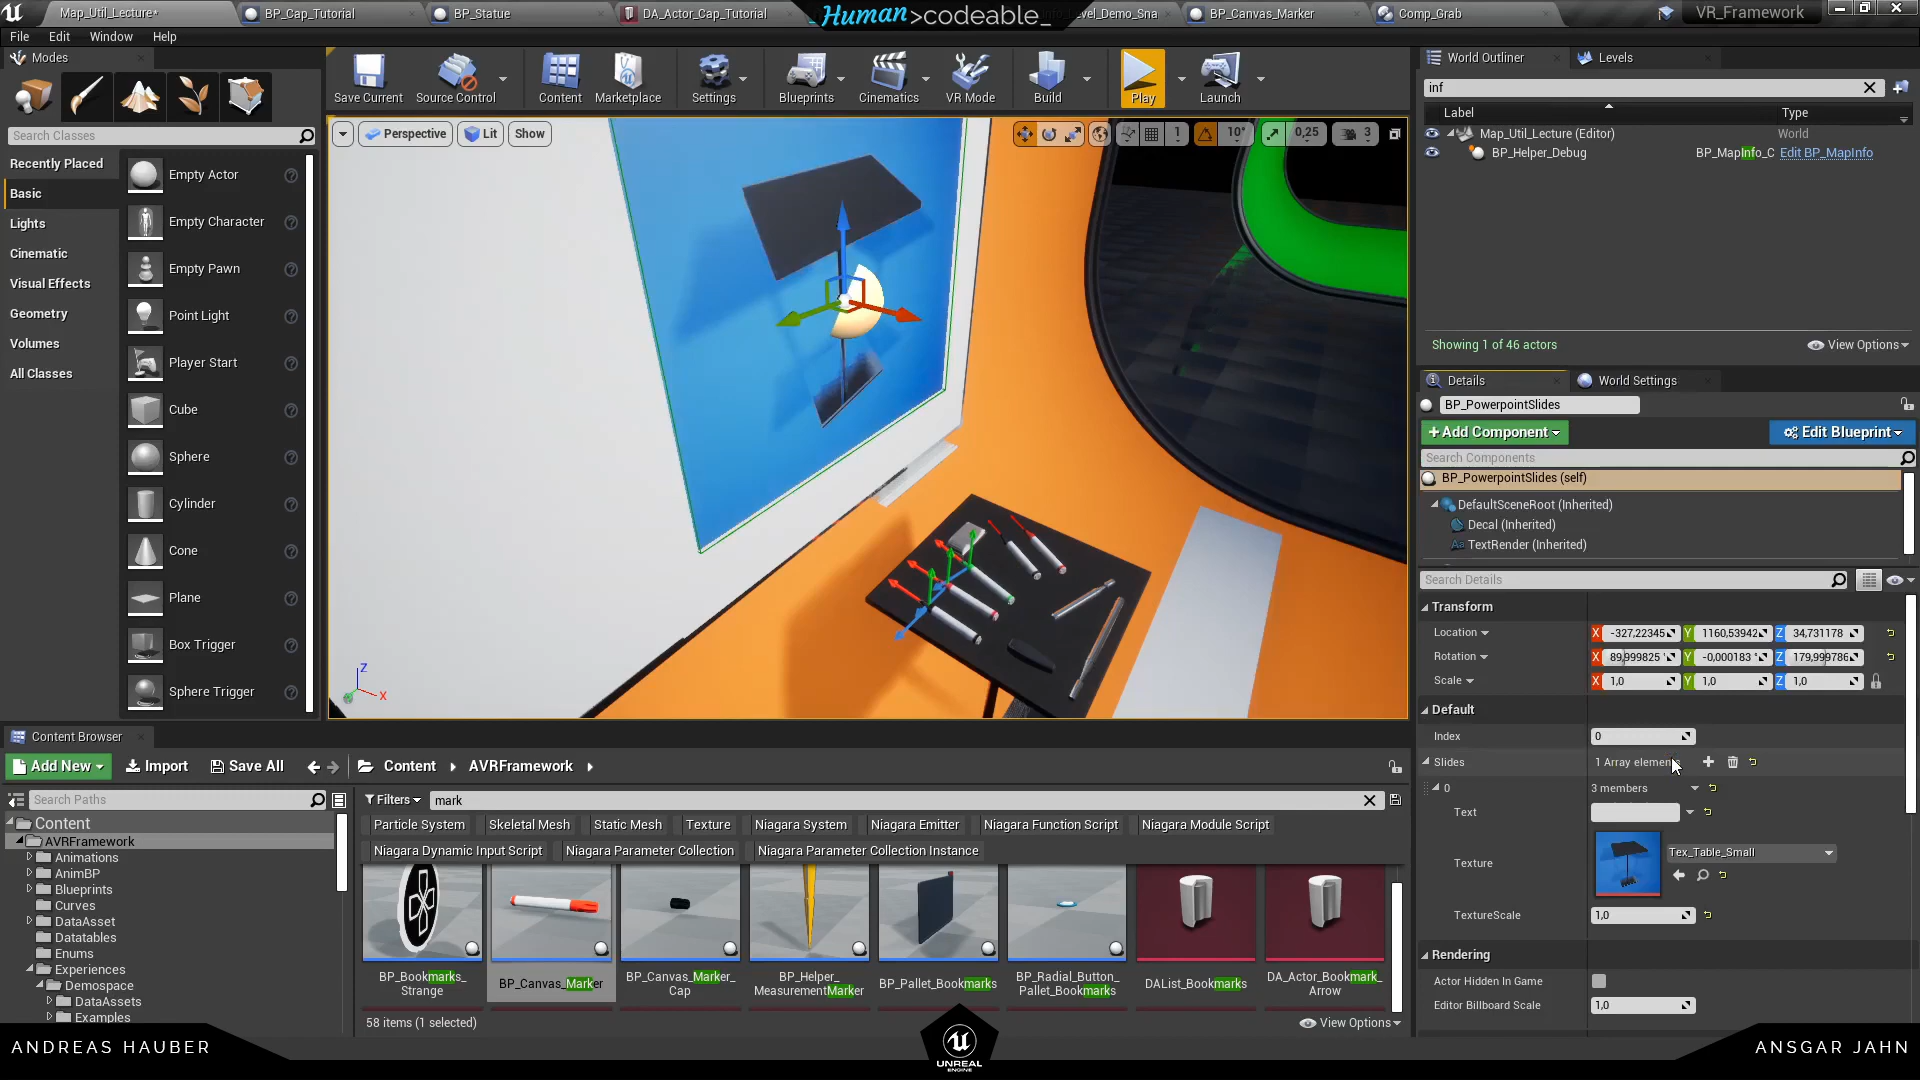 Map_Util_Lecture*
BP_Cap_Tutorial
BP_Statue
DA_Actor_Cap_Tutorial
Human>codeable_
Level_Demo_Sna
BP_Canvas_Marker
Comp_Grab
VR_Framework
File Edit Window Help
Modes
Search Classes
Recently Placed
Basic
Lights
Cinematic
Visual Effects
Geometry
Volumes
All Classes
Empty Actor
Empty Character
Empty Pawn
Point Light
Player Start
Cube
Sphere
Cylinder
Cone
Plane
Box Trigger
Sphere Trigger
Save Current
Source Control
Content
Marketplace
Settings
Blueprints
Cinematics
VR Mode
Build
Play
Launch
Perspective
Lit
Show
1
10°
0,25
3
Z
X
World Outliner
Levels
inf
Label Type
Map_Util_Lecture (Editor) World
BP_Helper_Debug BP_MapInfo_C Edit BP_MapInfo
Showing 1 of 46 actors
View Options
Details
World Settings
BP_PowerpointSlides
+Add Component
Edit Blueprint
Search Components
BP_PowerpointSlides (self)
DefaultSceneRoot (Inherited)
Decal (Inherited)
TextRender (Inherited)
Search Details
Transform
Location X -327,22345 Y 1160,53942 Z 34,731178
Rotation X 89,999825 ° Y -0,000183 ° Z 179,999786
Scale X 1,0 Y 1,0 Z 1,0
Default
Index 0
Slides 1 Array elements
0 3 members
Text
Texture Tex_Table_Small
TextureScale 1,0
Rendering
Actor Hidden In Game
Editor Billboard Scale 1,0
Content Browser
Add New
Import
Save All
Content
AVRFramework
Search Paths
Filters
mark
Content
AVRFramework
Animations
AnimBP
Blueprints
Curves
DataAsset
Datatables
Enums
Experiences
Demospace
DataAssets
Examples
Particle System
Skeletal Mesh
Static Mesh
Texture
Niagara System
Niagara Emitter
Niagara Function Script
Niagara Module Script
Niagara Dynamic Input Script
Niagara Parameter Collection
Niagara Parameter Collection Instance
BP_Bookmarks_
Strange
BP_Canvas_Marker
BP_Canvas_Marker_
Cap
BP_Helper_
MeasurementMarker
BP_Pallet_Bookmarks
BP_Radial_Button_
Pallet_Bookmarks
DAList_Bookmarks
DA_Actor_Bookmark_
Arrow
58 items (1 selected)
View Options
ANDREAS HAUBER
UNREAL
ENGINE
ANSGAR JAHN